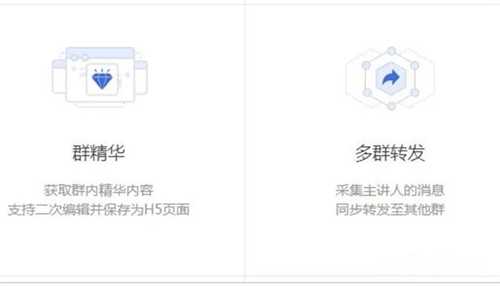 群精华
获取群内精华内容
支持二次编辑并保存为H5页面
多群转发
采集主讲人的消息
同步转发至其他群